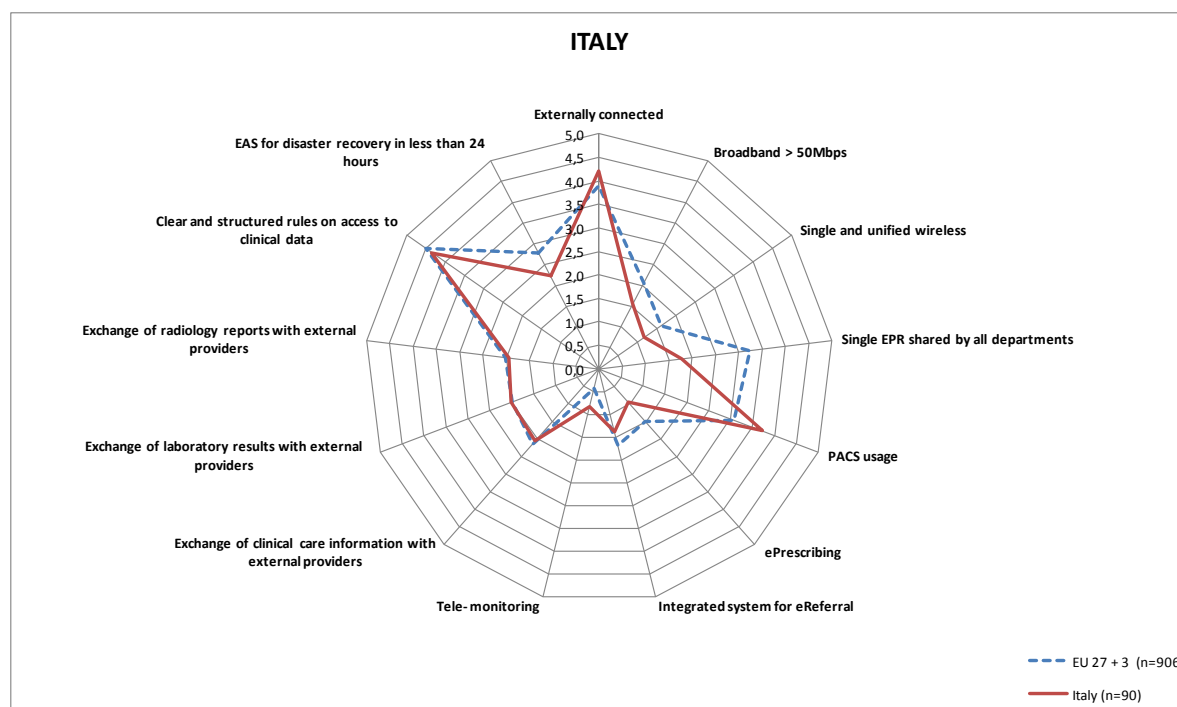 ITALY
Externally connected
Broadband > 50Mbps
Single and unified wireless
Single EPR shared by all departments
PACS usage
ePrescribing
Integrated system for eReferral
Tele- monitoring
Exchange of clinical care information with
external providers
Exchange of laboratory results with external
providers
Exchange of radiology reports with external
providers
Clear and structured rules on access to
clinical data
EAS for disaster recovery in less than 24
hours
5,0
4,5
4,0
3,5
3,0
2,5
2,0
1,5
1,0
0,5
0,0
EU 27 + 3 (n=906
Italy (n=90)